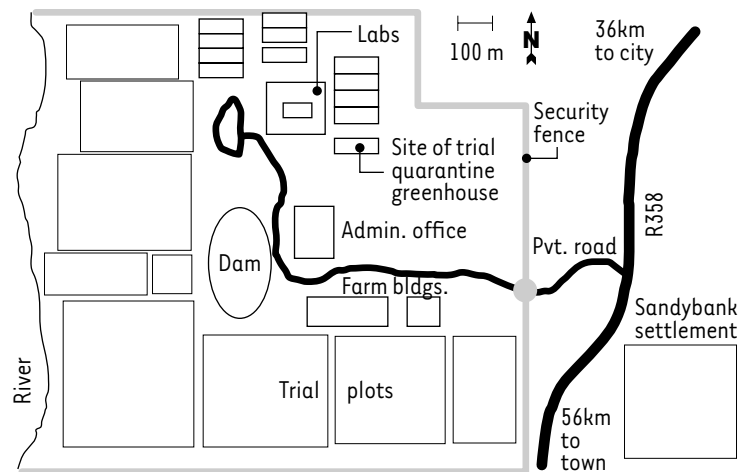 36km
to city
Labs
N
100 m
Security
fence
Site of trial
quarantine
greenhouse
R358
Admin. office
Pvt. road
Dam
Farm bldgs.
Sandybank
settlement
River
Trial plots
56km
to
town